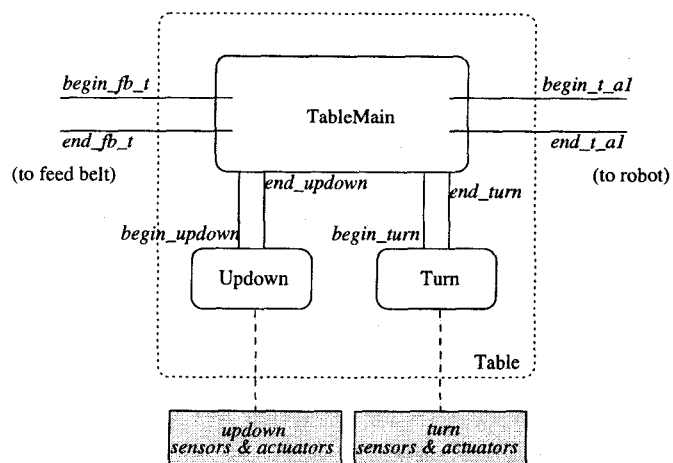 begin_fb_t
begin_t_a1
TableMain
end_fb_t
end_t_a1
(to feed belt)
end_updown
end_turn
(to robot)
begin_updown
begin_turn
Updown
Turn
Table
updown
sensors & actuators
turn
sensors & actuators